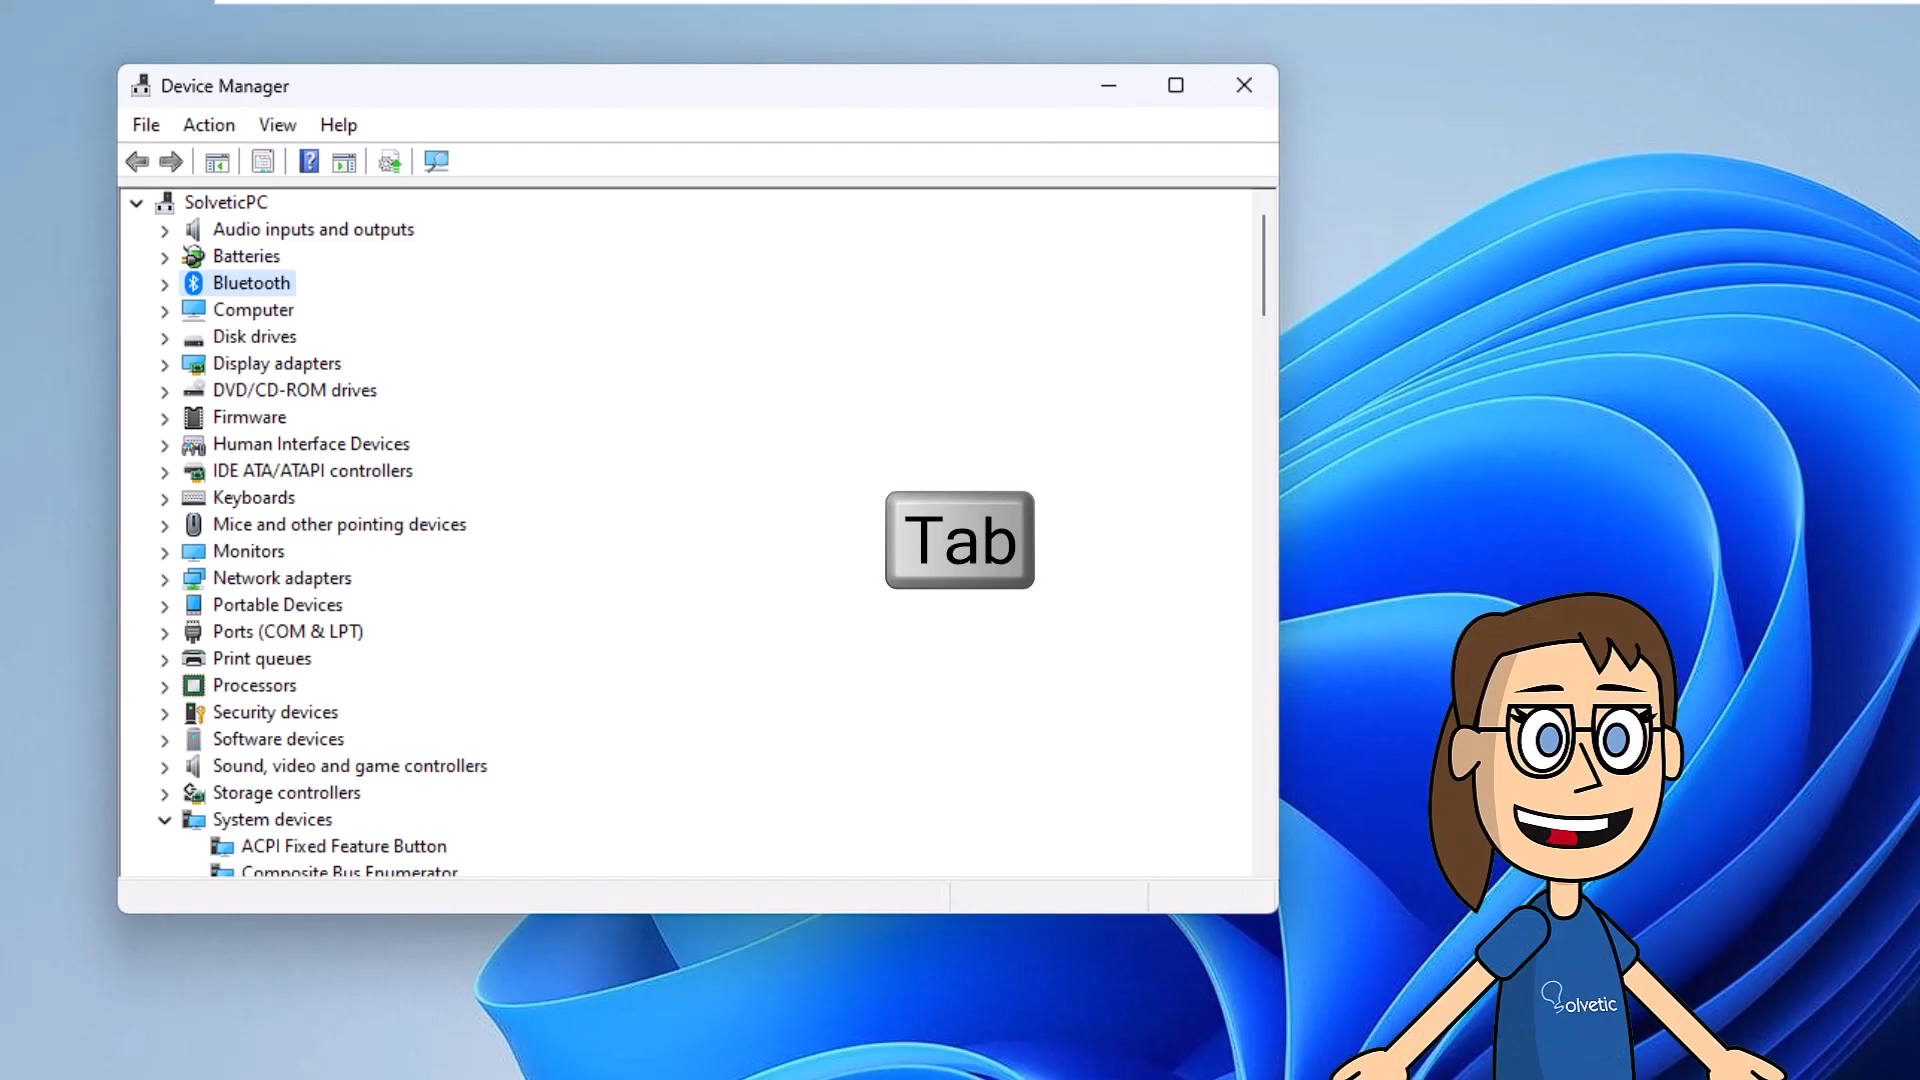 Device Manager
File Action View Help
SolveticPC
Audio inputs and outputs
Batteries
Bluetooth
Computer
Disk drives
Display adapters
DVD/CD-ROM drives
Firmware
Human Interface Devices
IDE ATA/ATAPI controllers
Keyboards
Mice and other pointing devices
Monitors
Network adapters
Portable Devices
Ports (COM & LPT)
Print queues
Processors
Security devices
Software devices
Sound, video and game controllers
Storage controllers
System devices
ACPI Fixed Feature Button
Composite Bus Enumerator
Tab
Solvetic